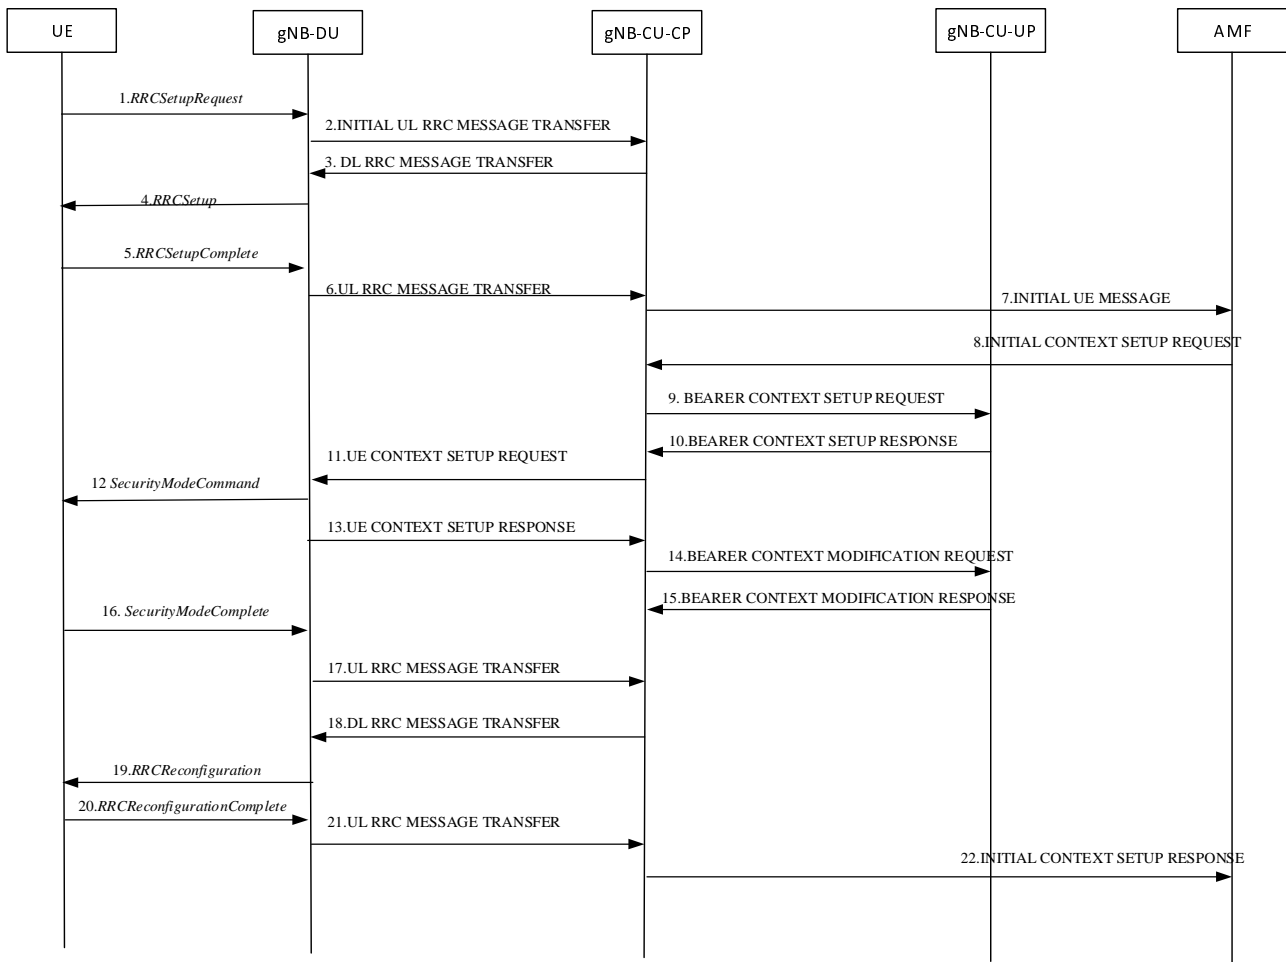 UE
gNB-DU
gNB-CU-CP
gNB-CU-UP
AMF
1.RRCSetupRequest
2.INITIAL UL RRC MESSAGE TRANSFER
3. DL RRC MESSAGE TRANSFER
4.RRCSetup
5.RRCSetupComplete
6.UL RRC MESSAGE TRANSFER
7.INITIAL UE MESSAGE
8.INITIAL CONTEXT SETUP REQUEST
9. BEARER CONTEXT SETUP REQUEST
10.BEARER CONTEXT SETUP RESPONSE
11.UE CONTEXT SETUP REQUEST
12 SecurityModeCommand
13.UE CONTEXT SETUP RESPONSE
14.BEARER CONTEXT MODIFICATION REQUEST
15.BEARER CONTEXT MODIFICATION RESPONSE
16. SecurityModeComplete
17.UL RRC MESSAGE TRANSFER
18.DL RRC MESSAGE TRANSFER
19.RRCReconfiguration
20.RRCReconfigurationComplete
21.UL RRC MESSAGE TRANSFER
22.INITIAL CONTEXT SETUP RESPONSE